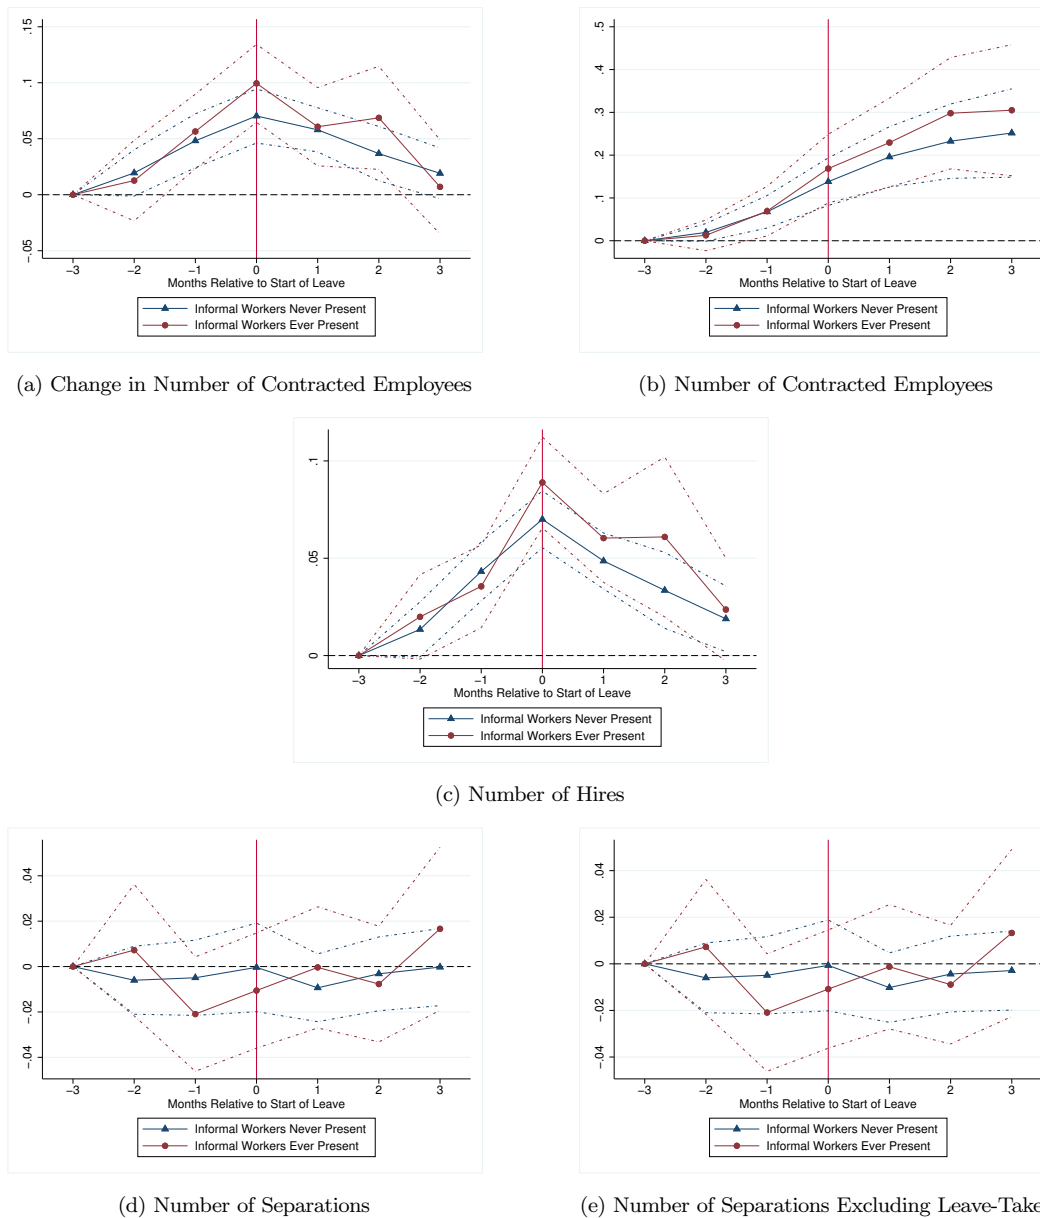 .15
.1
.05
0
-.05
−3 −2 −1 0 1 2 3
Months Relative to Start of Leave
Informal Workers Never Present
Informal Workers Ever Present
(a) Change in Number of Contracted Employees
.5
.4
.3
.2
.1
0
−3 −2 −1 0 1 2 3
Months Relative to Start of Leave
Informal Workers Never Present
Informal Workers Ever Present
(b) Number of Contracted Employees
.1
.05
0
−3 −2 −1 0 1 2 3
Months Relative to Start of Leave
Informal Workers Never Present
Informal Workers Ever Present
(c) Number of Hires
.04
.02
0
-.02
-.04
−3 −2 −1 0 1 2 3
Months Relative to Start of Leave
Informal Workers Never Present
Informal Workers Ever Present
(d) Number of Separations
.04
.02
0
-.02
-.04
−3 −2 −1 0 1 2 3
Months Relative to Start of Leave
Informal Workers Never Present
Informal Workers Ever Present
(e) Number of Separations Excluding Leave-Take